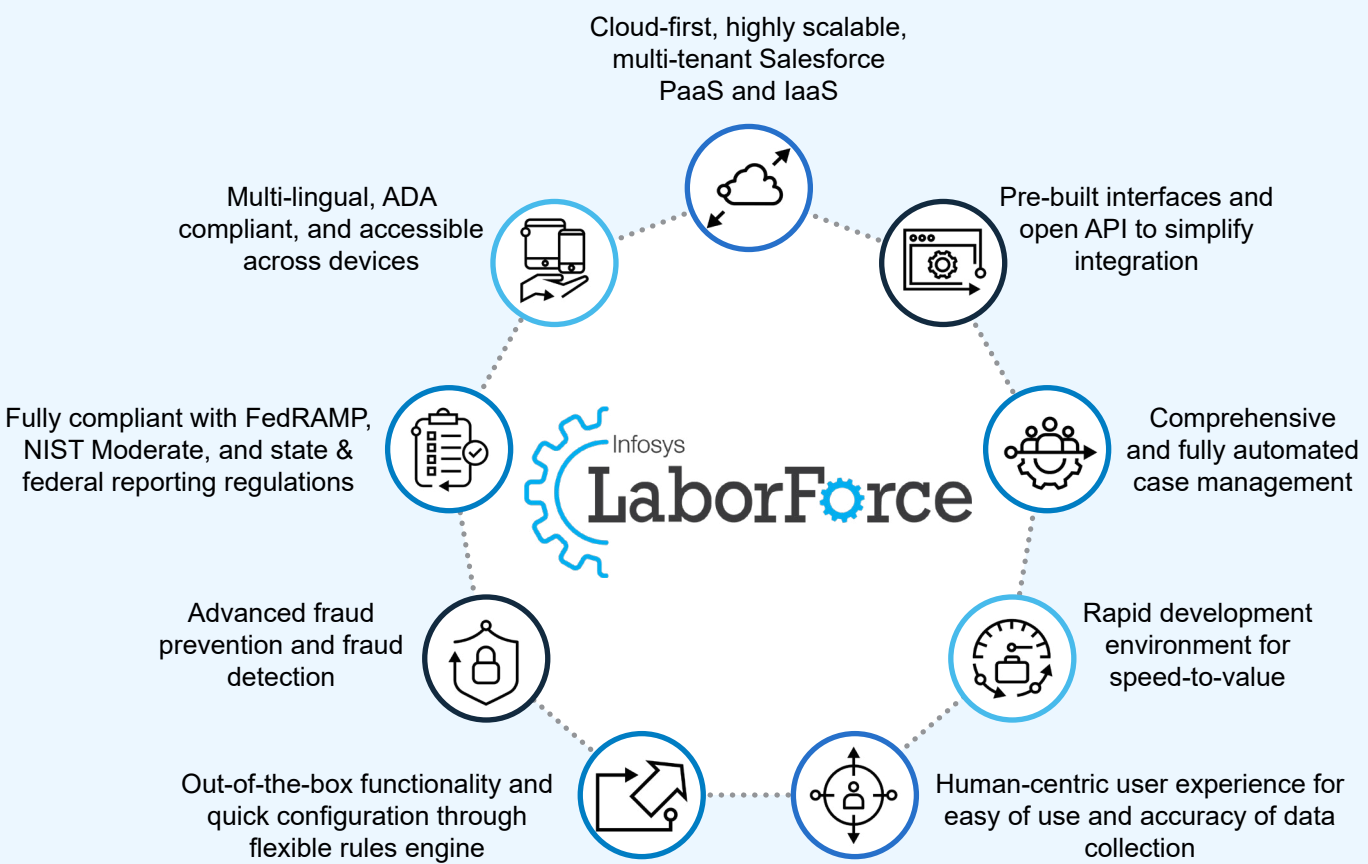 Cloud-first, highly scalable,
multi-tenant Salesforce
PaaS and IaaS
Multi-lingual, ADA
compliant, and accessible
across devices
Pre-built interfaces and
open API to simplify
integration
Fully compliant with FedRAMP,
NIST Moderate, and state &
federal reporting regulations
Infosys
LaborForce
Comprehensive
and fully automated
case management
Advanced fraud
prevention and fraud
detection
Rapid development
environment for
speed-to-value
Out-of-the-box functionality and
quick configuration through
flexible rules engine
Human-centric user experience for
easy of use and accuracy of data
collection